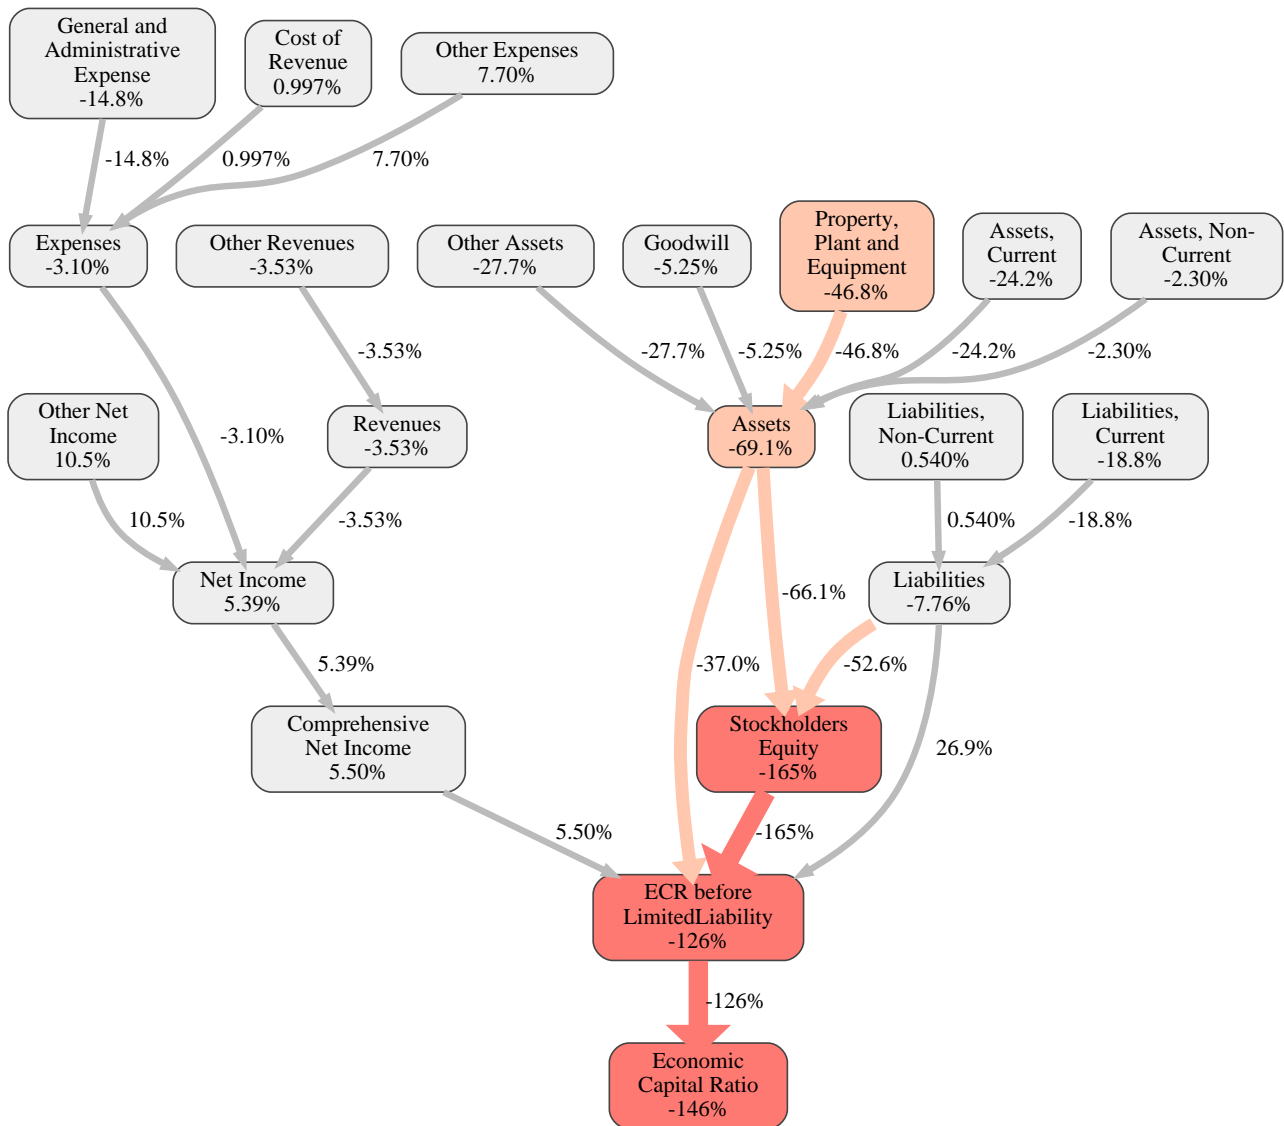 General and
Administrative
Expense
-14.8%
Cost of
Revenue
0.997%
Other Expenses
7.70%
-14.8%
0.997%
7.70%
Expenses
-3.10%
Other Revenues
-3.53%
Other Assets
-27.7%
Goodwill
-5.25%
Property,
Plant and
Equipment
-46.8%
Assets,
Current
-24.2%
Assets, Non-
Current
-2.30%
-3.53%
-27.7%
-5.25%
-46.8%
-24.2%
-2.30%
Other Net
Income
10.5%
-3.10%
Revenues
-3.53%
Assets
-69.1%
Liabilities,
Non-Current
0.540%
Liabilities,
Current
-18.8%
10.5%
-3.53%
0.540%
-18.8%
Net Income
5.39%
-66.1%
Liabilities
-7.76%
5.39%
-37.0%
-52.6%
Comprehensive
Net Income
5.50%
Stockholders
Equity
-165%
26.9%
5.50%
-165%
ECR before
LimitedLiability
-126%
-126%
Economic
Capital Ratio
-146%